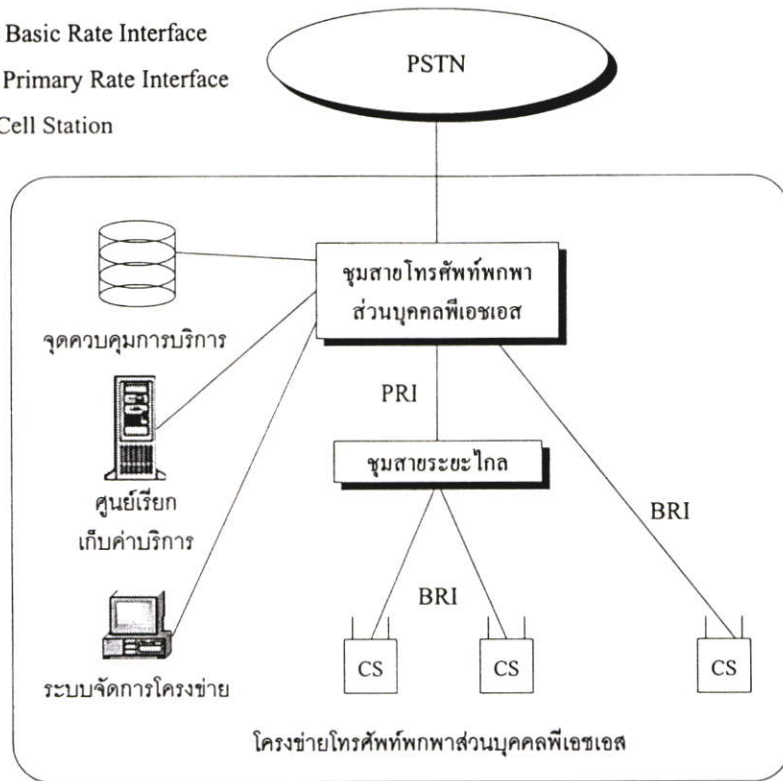 Basic Rate Interface
Primary Rate Interface
Cell Station
PSTN
ชุมสายโทรศัพท์พกพา
ส่วนบุคคลพีเอชเอส
จุดควบคุมการบริการ
PRI
ชุมสายระยะไกล
ศูนย์เรียก
เก็บค่าบริการ
BRI
BRI
CS
CS
CS
ระบบจัดการโครงข่าย
โครงข่ายโทรศัพท์พกพาส่วนบุคคลพีเอชเอส